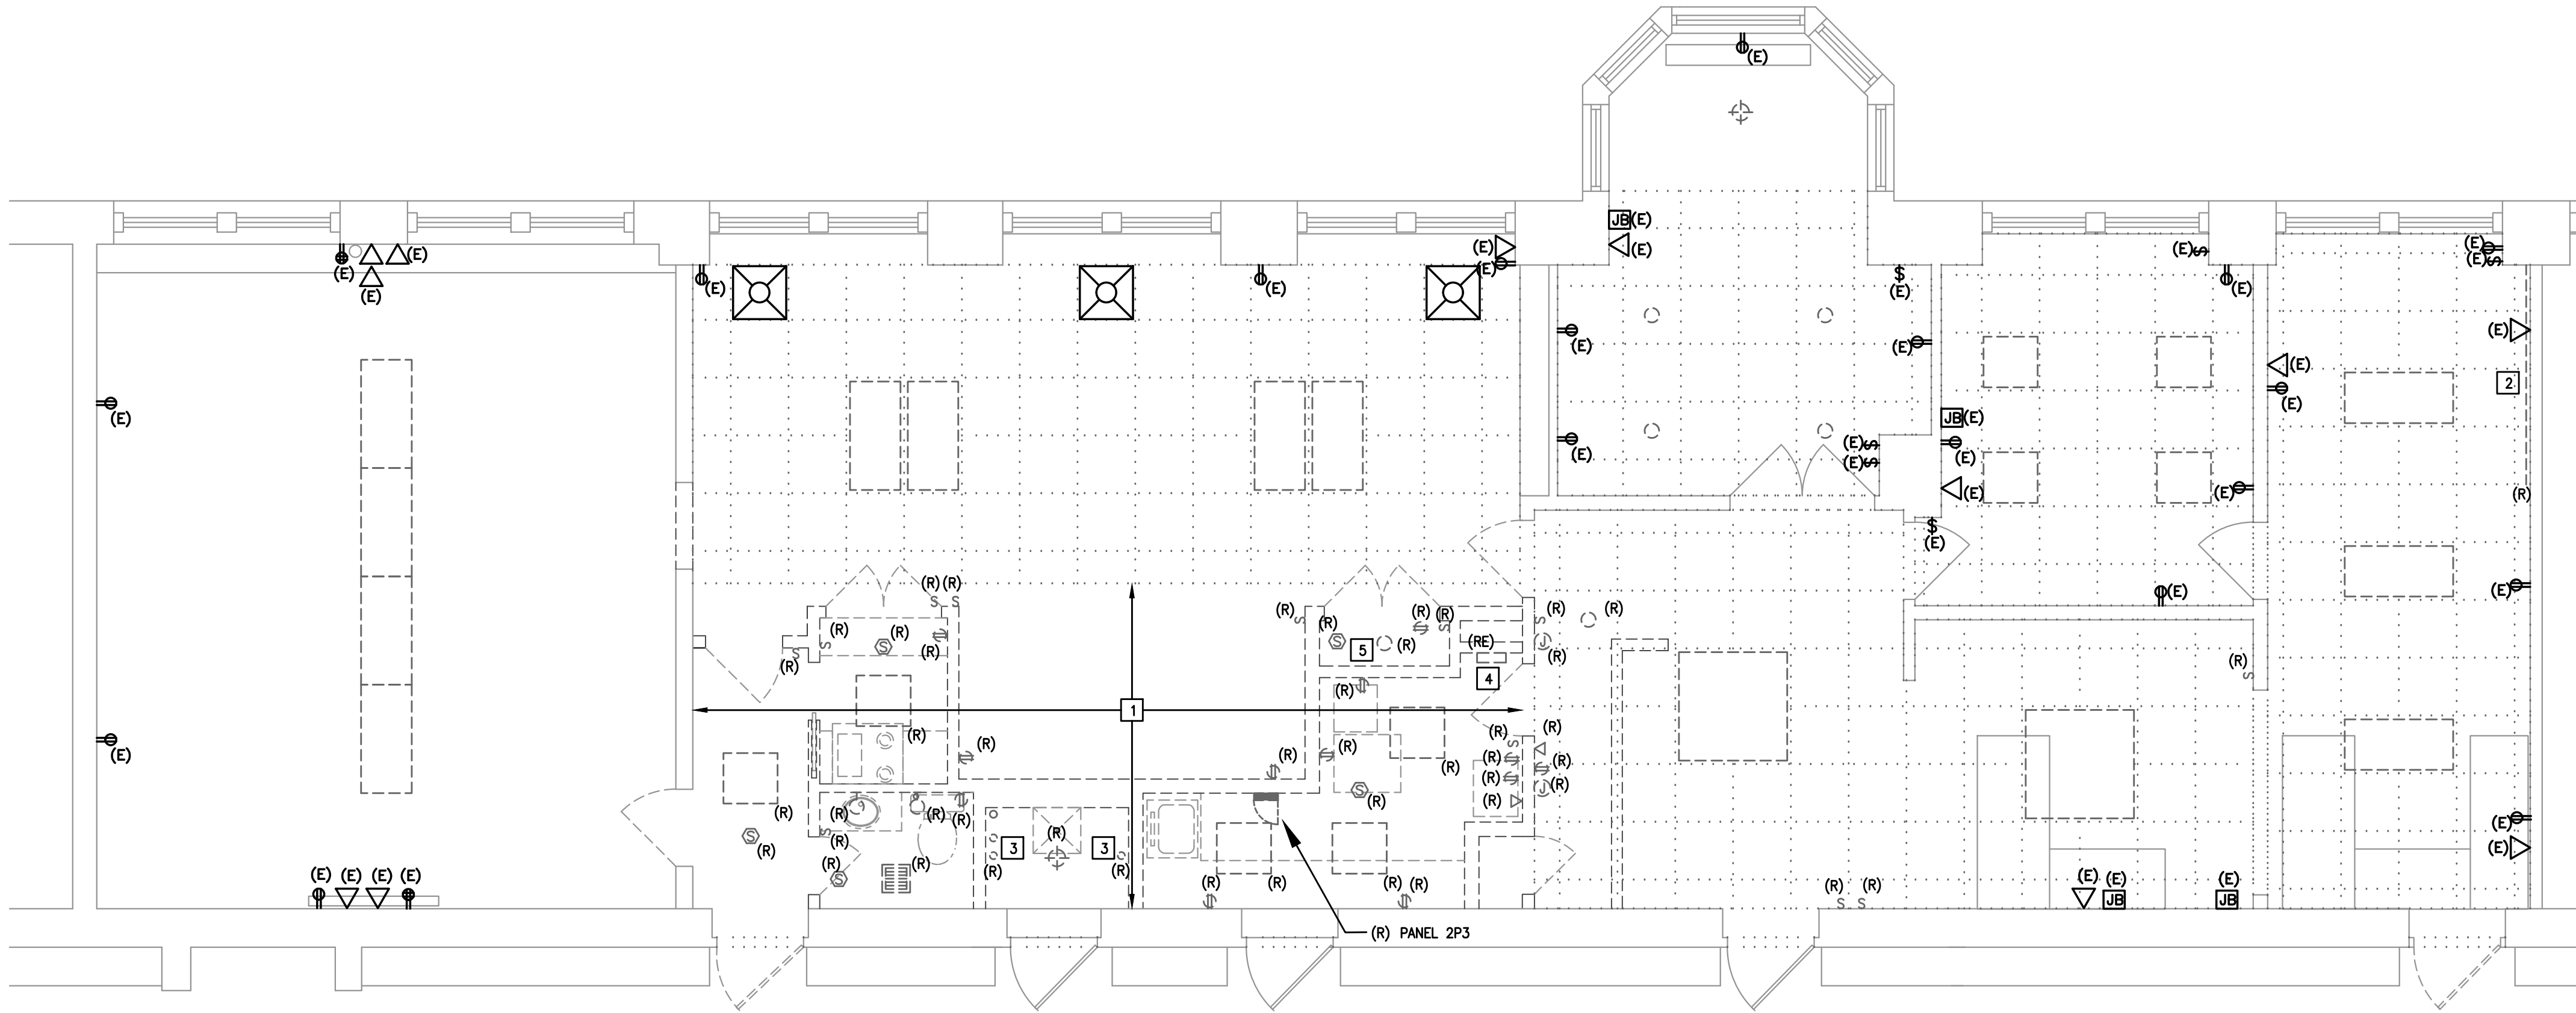 (E)
JB (E)
(E) (E)
(E) (E)
(E) (E) (E) (E)
(E)
(E) (E) (E)
(E)
(E)
(E)
(E)
(E) (E)
(E)
2
(E)
(E)
JB (E)
(E)
(E) (E)
(E)
(E) (E)
(R)
$
(E)
(R) (R)
S S
(E)
(E)
(R) (R) (R) (R) (R) (R)
(R) S (R) (R)
S 5 (R) (RE) J
(R) (R) (R)
4
(R)
(R)
1
(R) (R)
(R) (R) (R) (R)
(R) (R) (R)
(R) (R)
(E)
(R) (R) (R) (R) (R) (R)
S (R) (R)
(R) 3 3
(R) (R) (R) (R)
(E)
(E)
(E) (E) (E) (E)
(R) (R) (R) (R)
(R) (R)
S S
(E) (E) (E)
JB JB
(R) PANEL 2P3